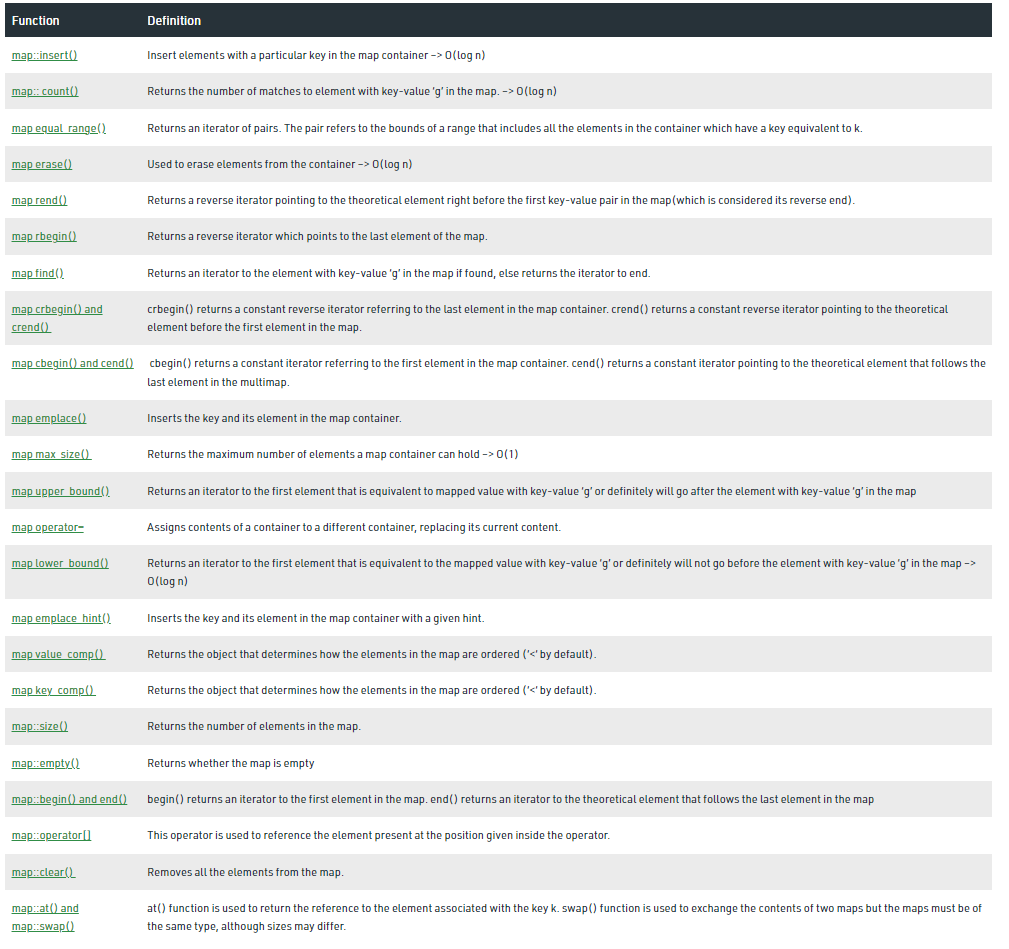 Function Definition
map::insert() Insert elements with a particular key in the map container –> O(log n)
map:: count() Returns the number of matches to element with key-value ‘g’ in the map. –> O(log n)
map equal_range() Returns an iterator of pairs. The pair refers to the bounds of a range that includes all the elements in the container which have a key equivalent to k.
map erase() Used to erase elements from the container –> O(log n)
map rend() Returns a reverse iterator pointing to the theoretical element right before the first key-value pair in the map(which is considered its reverse end).
map rbegin() Returns a reverse iterator which points to the last element of the map.
map find() Returns an iterator to the element with key-value ‘g’ in the map if found, else returns the iterator to end.
map crbegin() and crbegin() returns a constant reverse iterator referring to the last element in the map container. crend() returns a constant reverse iterator pointing to the theoretical
crend() element before the first element in the map.
map cbegin() and cend() cbegin() returns a constant iterator referring to the first element in the map container. cend() returns a constant iterator pointing to the theoretical element that follows the
last element in the multimap.
map emplace() Inserts the key and its element in the map container.
map max_size() Returns the maximum number of elements a map container can hold –> O(1)
map upper_bound() Returns an iterator to the first element that is equivalent to mapped value with key-value ‘g’ or definitely will go after the element with key-value ‘g’ in the map
map operator= Assigns contents of a container to a different container, replacing its current content.
map lower_bound() Returns an iterator to the first element that is equivalent to the mapped value with key-value ‘g’ or definitely will not go before the element with key-value ‘g’ in the map –>
O(log n)
map emplace_hint() Inserts the key and its element in the map container with a given hint.
map value_comp() Returns the object that determines how the elements in the map are ordered (‘<‘ by default).
map key_comp() Returns the object that determines how the elements in the map are ordered (‘<‘ by default).
map::size() Returns the number of elements in the map.
map::empty() Returns whether the map is empty
map::begin() and end() begin() returns an iterator to the first element in the map. end() returns an iterator to the theoretical element that follows the last element in the map
map::operator[] This operator is used to reference the element present at the position given inside the operator.
map::clear() Removes all the elements from the map.
map::at() and at() function is used to return the reference to the element associated with the key k. swap() function is used to exchange the contents of two maps but the maps must be of
map::swap() the same type, although sizes may differ.